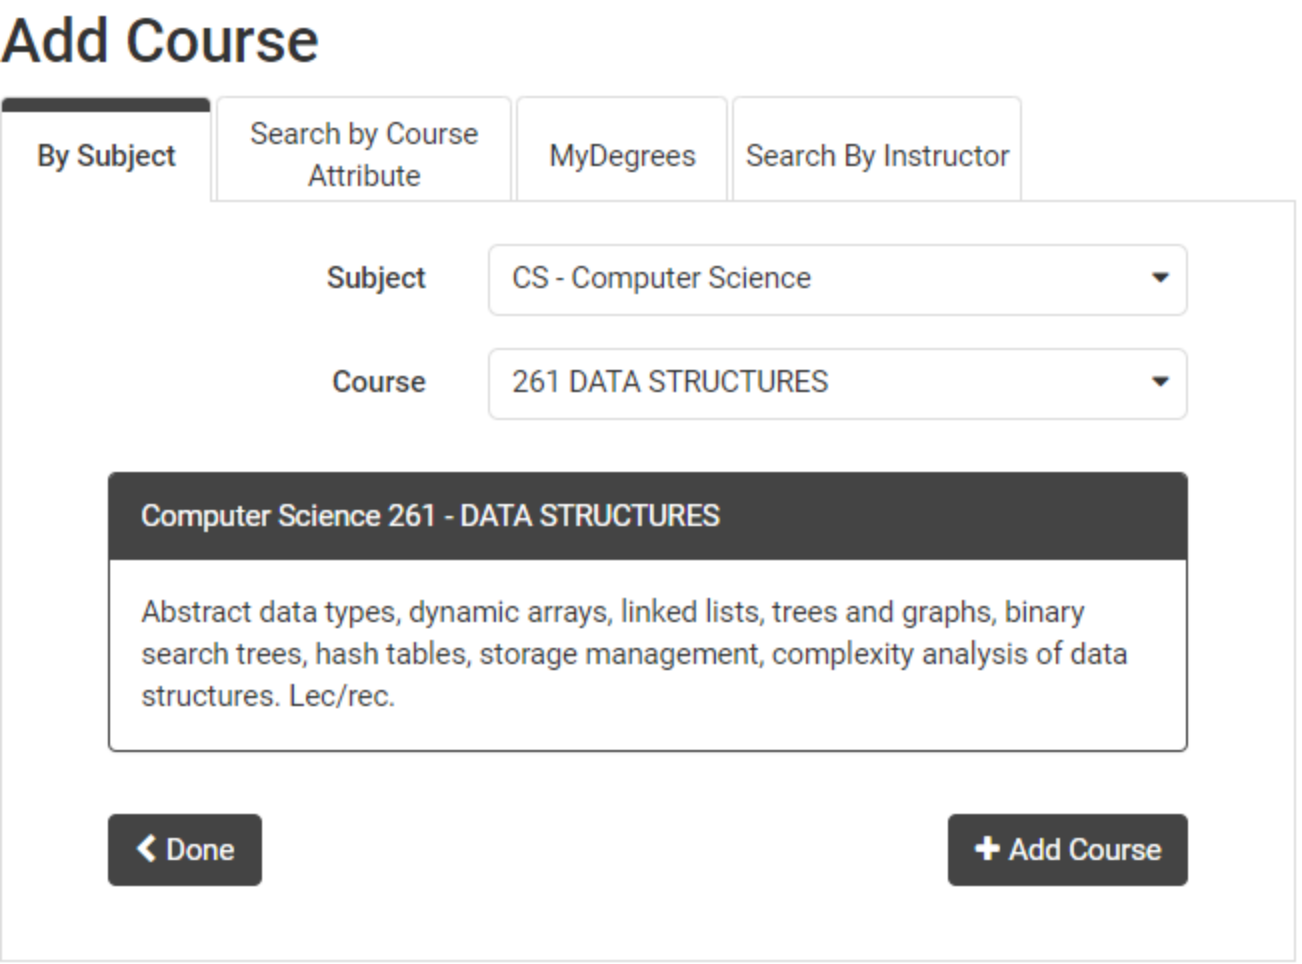 Add Course
By Subject
Search by Course
Attribute
MyDegrees
Search By Instructor
Subject
CS - Computer Science
Course
261 DATA STRUCTURES
Computer Science 261 - DATA STRUCTURES
Abstract data types, dynamic arrays, linked lists, trees and graphs, binary
search trees, hash tables, storage management, complexity analysis of data
structures. Lec/rec.
Done
Add Course